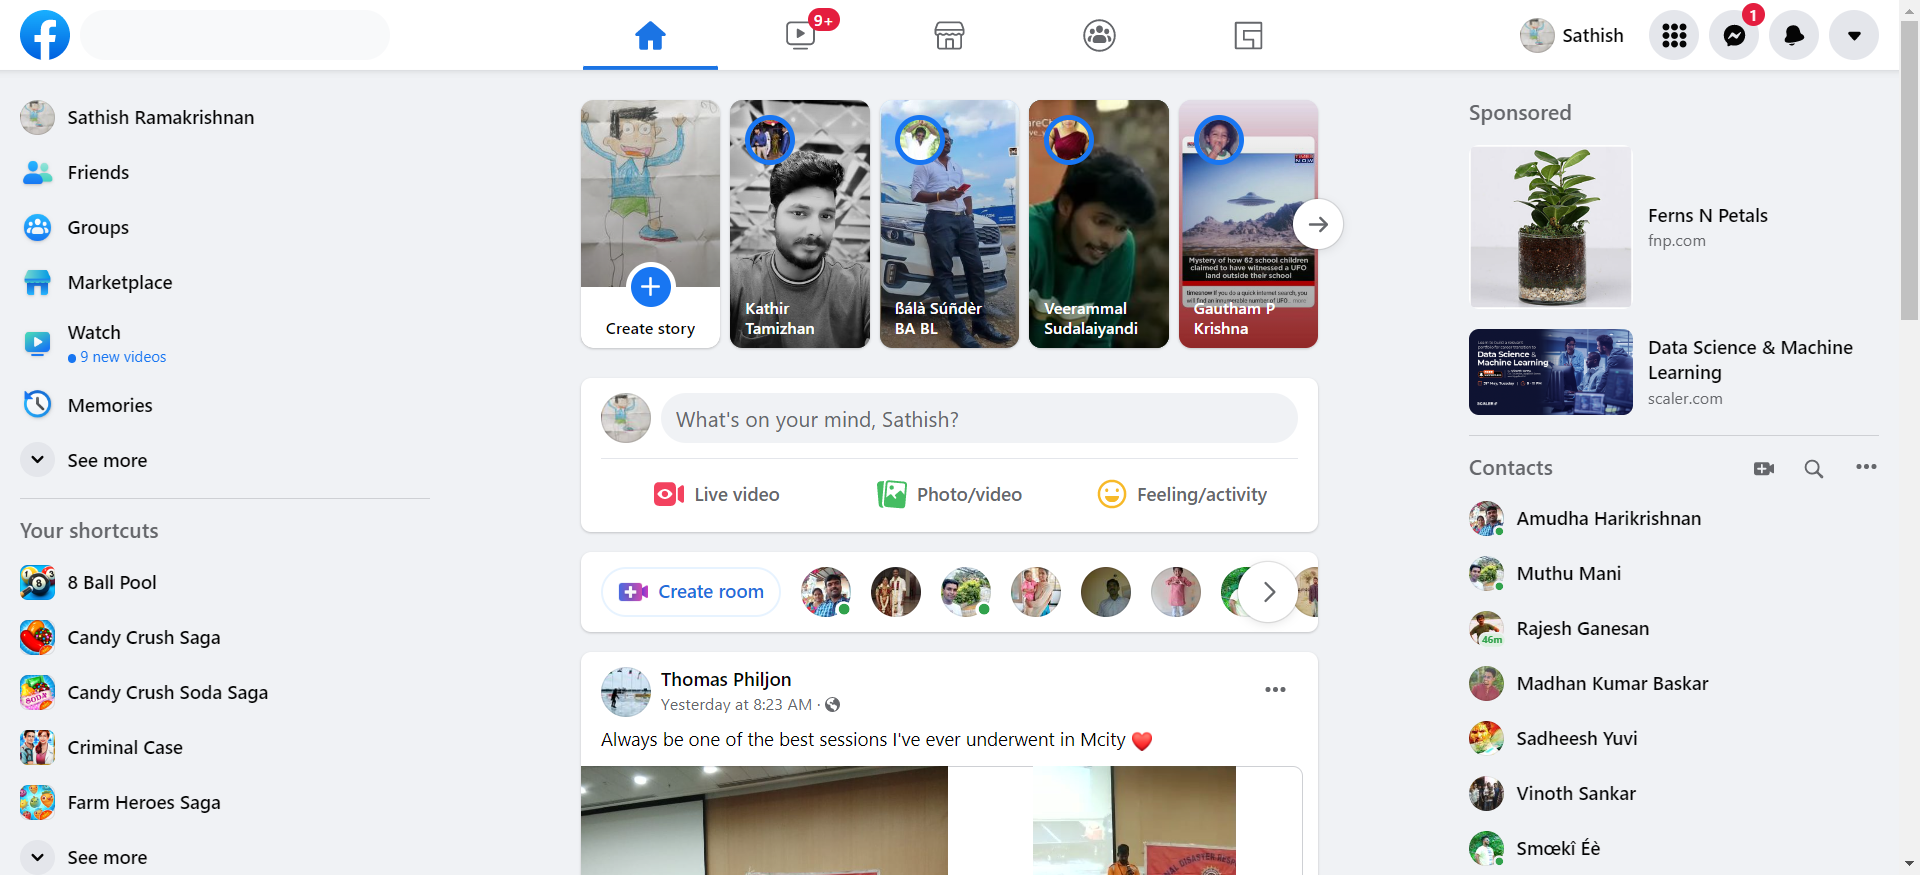 9+
Sathish
1
Sathish Ramakrishnan
Friends
Groups
Marketplace
Watch
9 new videos
Memories
See more
Your shortcuts
8 Ball Pool
Candy Crush Saga
Candy Crush Soda Saga
Criminal Case
Farm Heroes Saga
See more
Create story
Kathir
Tamizhan
ßálà Súñdèr
BA BL
Veerammal
Sudalaiyandi
Mystery of how 62 school children
claimed to have witnessed a UFO
land outside their school
Gautham P
Krishna
What's on your mind, Sathish?
Live video
Photo/video
Feeling/activity
Create room
Thomas Philjon
Yesterday at 8:23 AM ·
Always be one of the best sessions I've ever underwent in Mcity ❤️
Sponsored
Ferns N Petals
fnp.com
Data Science &
Machine Learning
SCALER
Data Science & Machine
Learning
scaler.com
Contacts
Amudha Harikrishnan
Muthu Mani
Rajesh Ganesan
46m
Madhan Kumar Baskar
Sadheesh Yuvi
Vinoth Sankar
Smœkî Éè